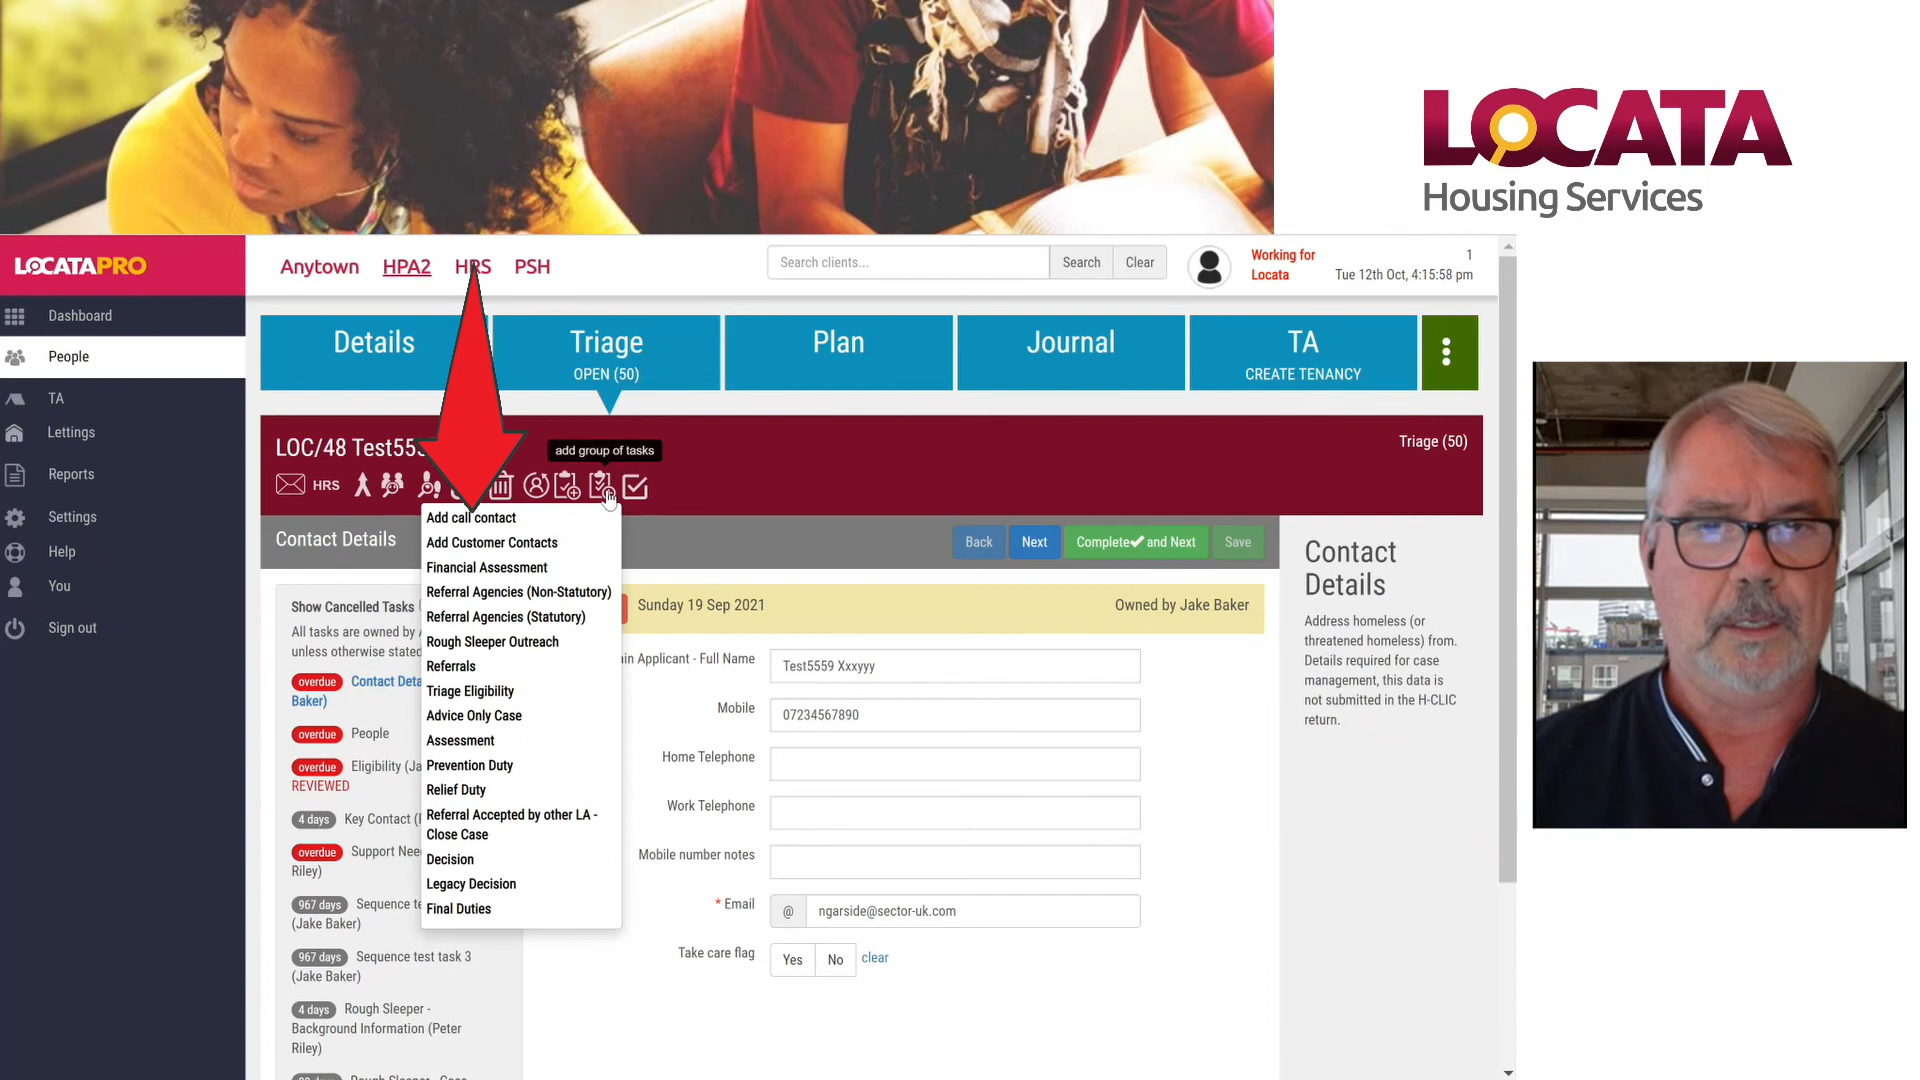 LOCATA
Housing Services
LOCATAPRO
Anytown HPA2 HRS PSH
Search clients...
Search
Clear
Working for
Locata
1
Tue 12th Oct, 4:15:58 pm
Dashboard
People
TA
Lettings
Reports
Settings
Help
You
Sign out
Details
Triage
OPEN (50)
Plan
Journal
TA
CREATE TENANCY
LOC/48 Test555
add group of tasks
Triage (50)
HRS
Contact Details
Back
Next
Complete and Next
Save
Show Cancelled Tasks
All tasks are owned by
unless otherwise state
overdue Contact Deta
Baker)
overdue People
overdue Eligibility (Ja
REVIEWED
4 days Key Contact (
overdue Support Nee
Riley)
967 days Sequence te
(Jake Baker)
967 days Sequence test task 3
(Jake Baker)
4 days Rough Sleeper -
Background Information (Peter
Riley)
Add call contact
Add Customer Contacts
Financial Assessment
Referral Agencies (Non-Statutory)
Referral Agencies (Statutory)
Rough Sleeper Outreach
Referrals
Triage Eligibility
Advice Only Case
Assessment
Prevention Duty
Relief Duty
Referral Accepted by other LA -
Close Case
Decision
Legacy Decision
Final Duties
Sunday 19 Sep 2021
Owned by Jake Baker
ain Applicant - Full Name
Test5559 Xxxyyy
Mobile
07234567890
Home Telephone
Work Telephone
Mobile number notes
* Email
@ ngarside@sector-uk.com
Take care flag
Yes No clear
Contact
Details
Address homeless (or
threatened homeless) from.
Details required for case
management, this data is
not submitted in the H-CLIC
return.